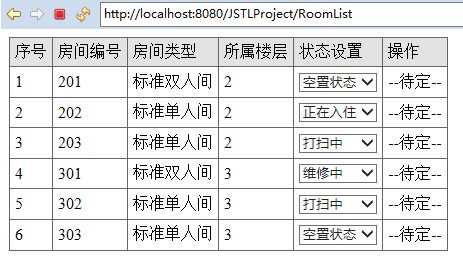 http://localhost:8080/JSTLProject/RoomList
序号 房间编号 房间类型 所属楼层 状态设置 操作
1 201 标准双人间 2 空置状态 --待定--
2 202 标准单人间 2 正在入住 --待定--
3 203 标准单人间 2 打扫中 --待定--
4 301 标准双人间 3 维修中 --待定--
5 302 标准单人间 3 打扫中 --待定--
6 303 标准单人间 3 空置状态 --待定--